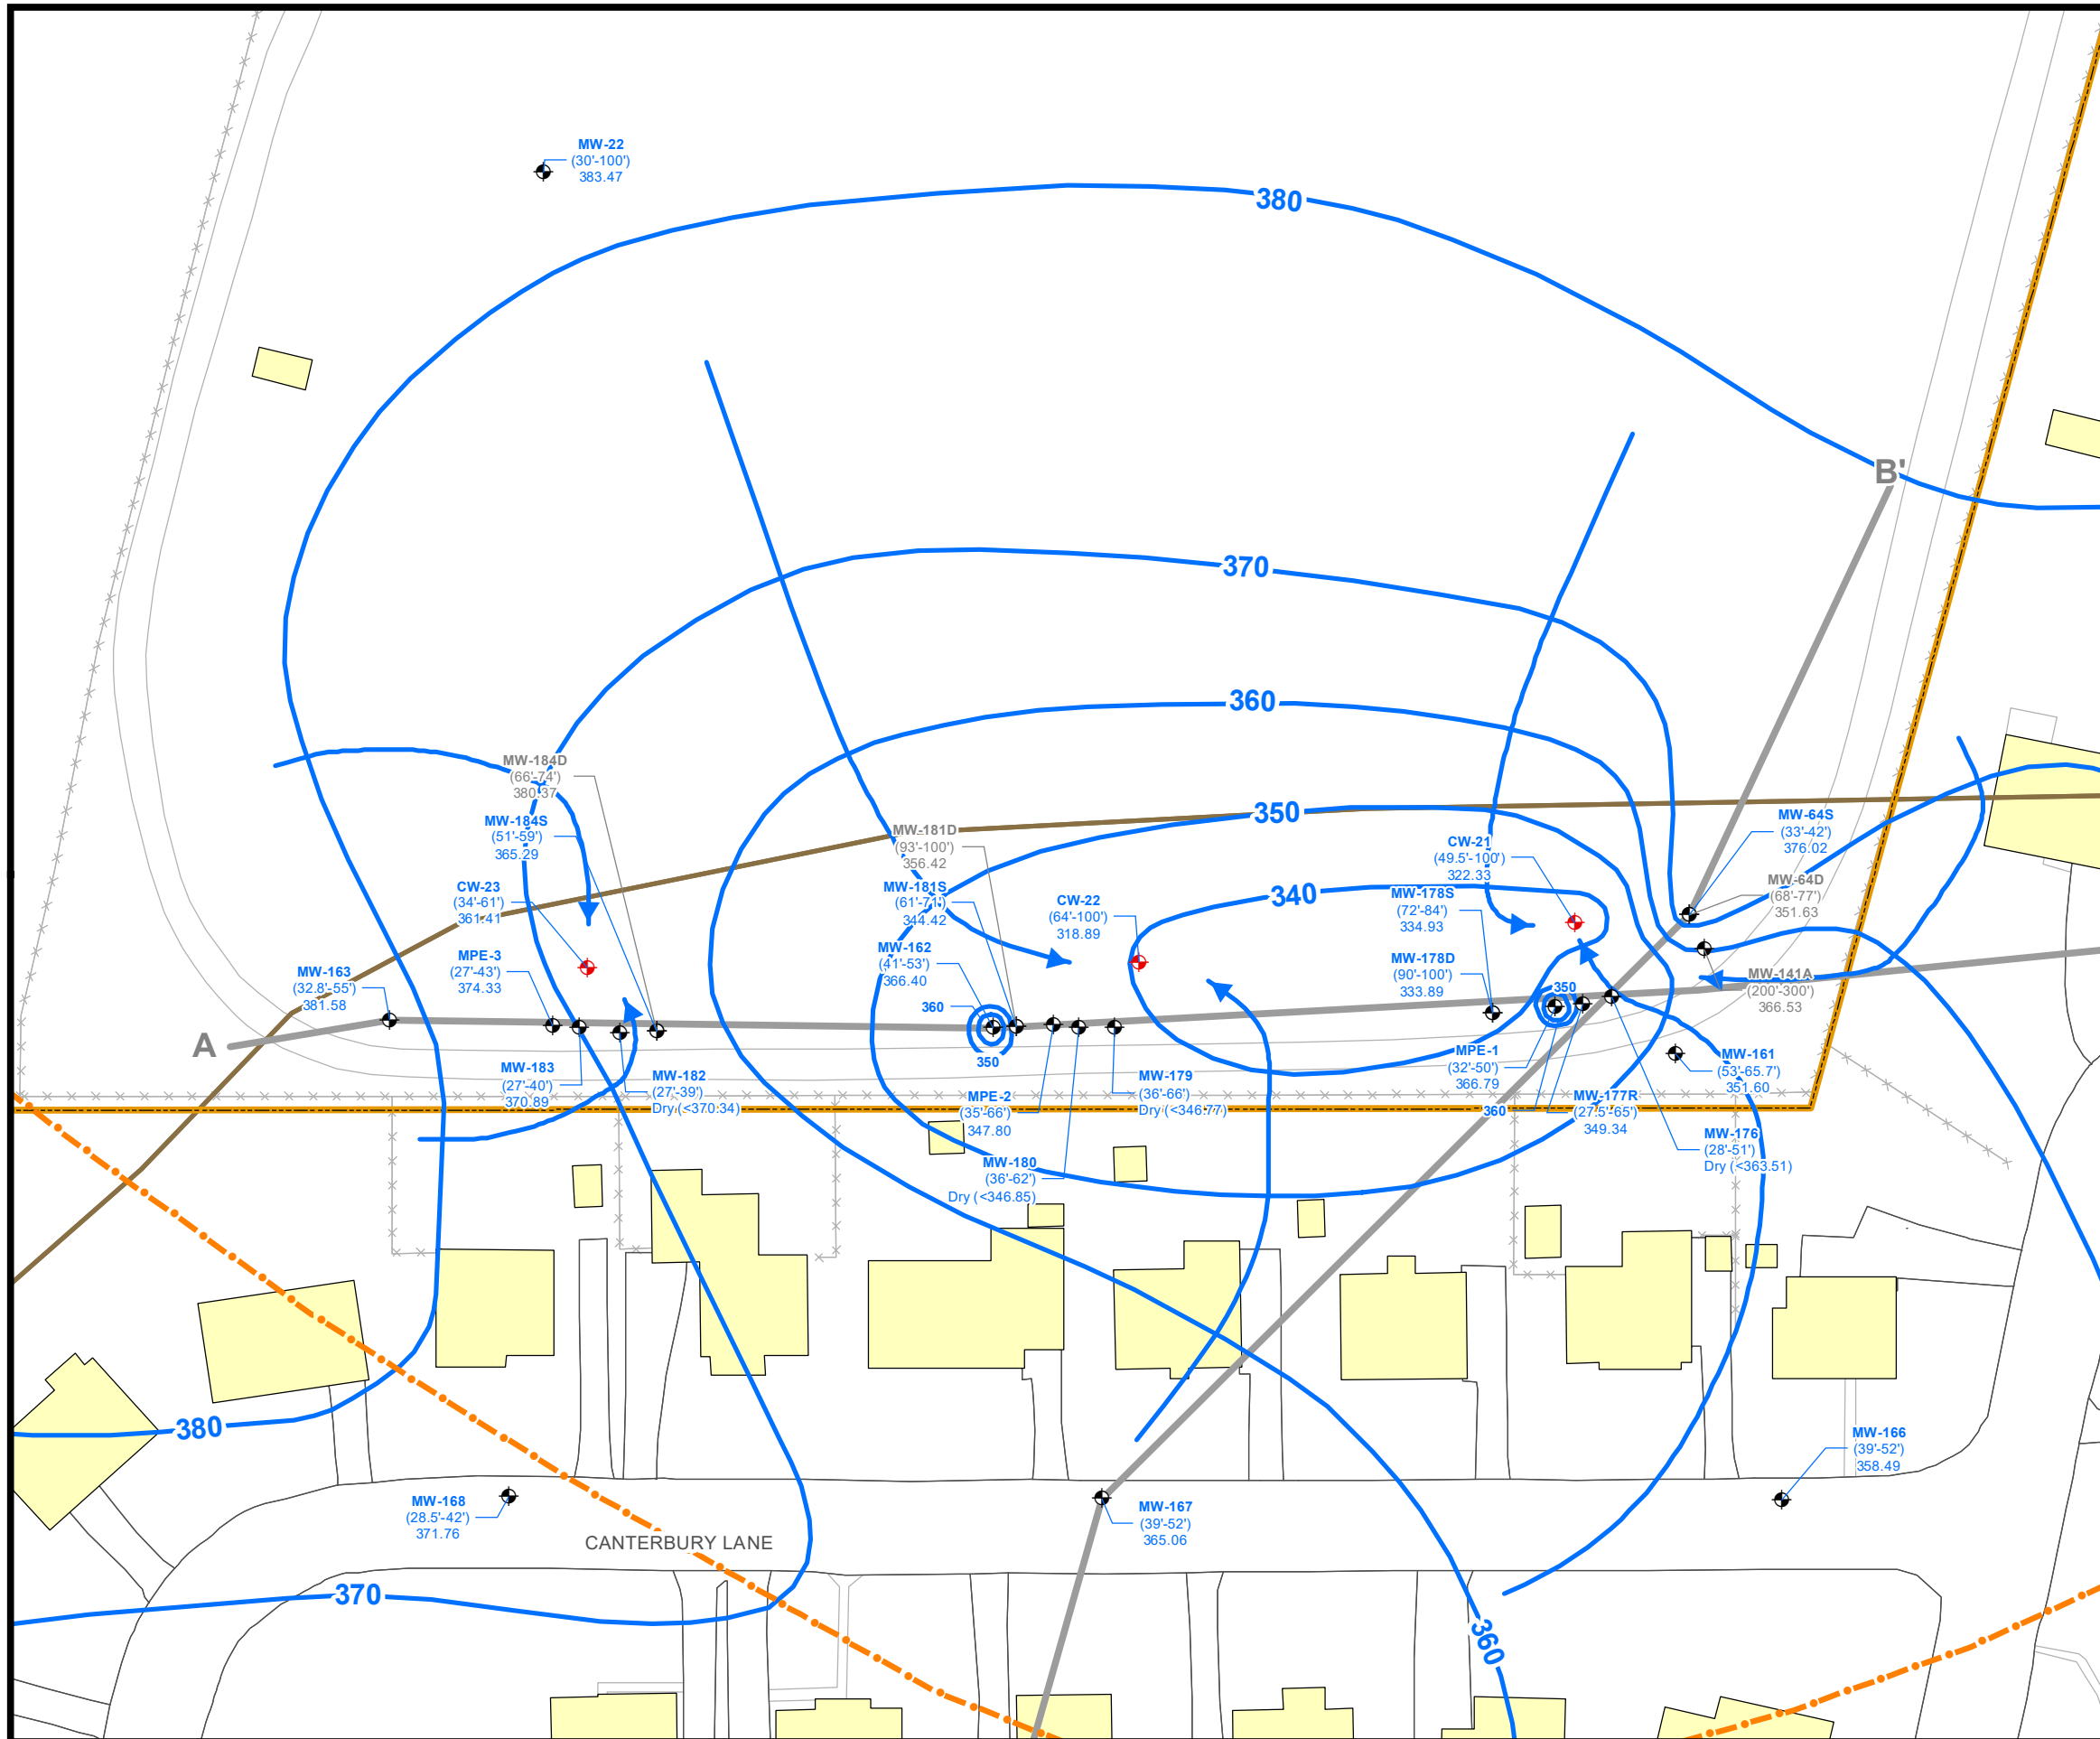 MW-22
(30'-100')
383.47
380
B'
370
360
MW-184D
(66'-74')
380.37
350
MW-184S
(51'-59')
365.29
MW-181D
(93'-100')
356.42
CW-21
(49.5'-100')
322.33
MW-64S
(33'-42')
376.02
CW-23
(34'-61')
361.41
MW-181S
(61'-71')
344.42
CW-22
(64'-100')
318.89
340
MW-178S
(72'-84')
334.93
MW-64D
(68'-77')
351.63
MPE-3
(27'-43')
374.33
MW-162
(41'-53')
366.40
MW-178D
(90'-100')
333.89
MW-163
(32.8'-55')
381.58
MW-141A
(200'-300')
366.53
360
350
A
350
MW-183
(27'-40')
370.89
MW-182
(27'-39')
Dry (<370.34)
MPE-2
(35'-66')
347.80
MW-179
(36'-66')
Dry (<346.77)
MPE-1
(32'-50')
366.79
MW-161
(53'-65.7')
351.60
360
MW-177R
(27.5'-65')
349.34
MW-180
(36'-62')
Dry (<346.85)
MW-176
(28'-51')
Dry (<363.51)
380
MW-168
(28.5'-42')
371.76
MW-167
(39'-52')
365.06
MW-166
(39'-52')
358.49
CANTERBURY LANE
370
360